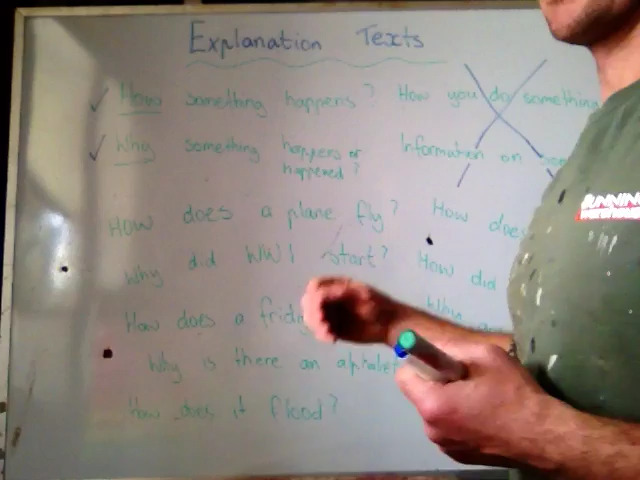 Explanation Texts
How something happens? How you do something
Why something happens or happened? Information on
How does a plane fly? How does
Why did WW1 start? How did
How does a fridg
Why
Why is there an alphabet
How does it flood?